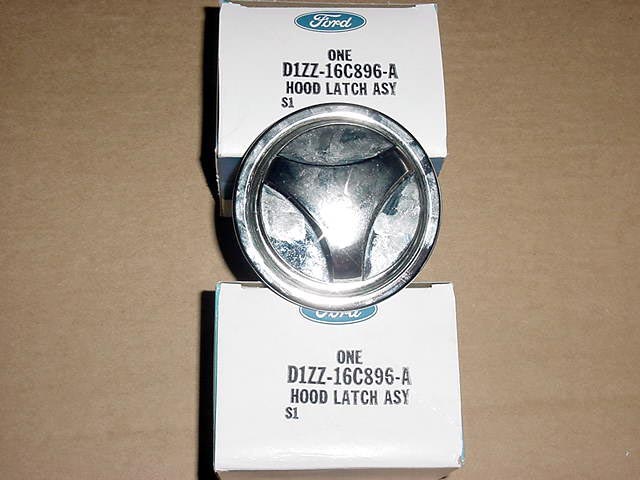 Ford
ONE
D1ZZ-16C896-A
HOOD LATCH ASY
S1
Ford
ONE
D1ZZ-16C896-A
HOOD LATCH ASY
S1